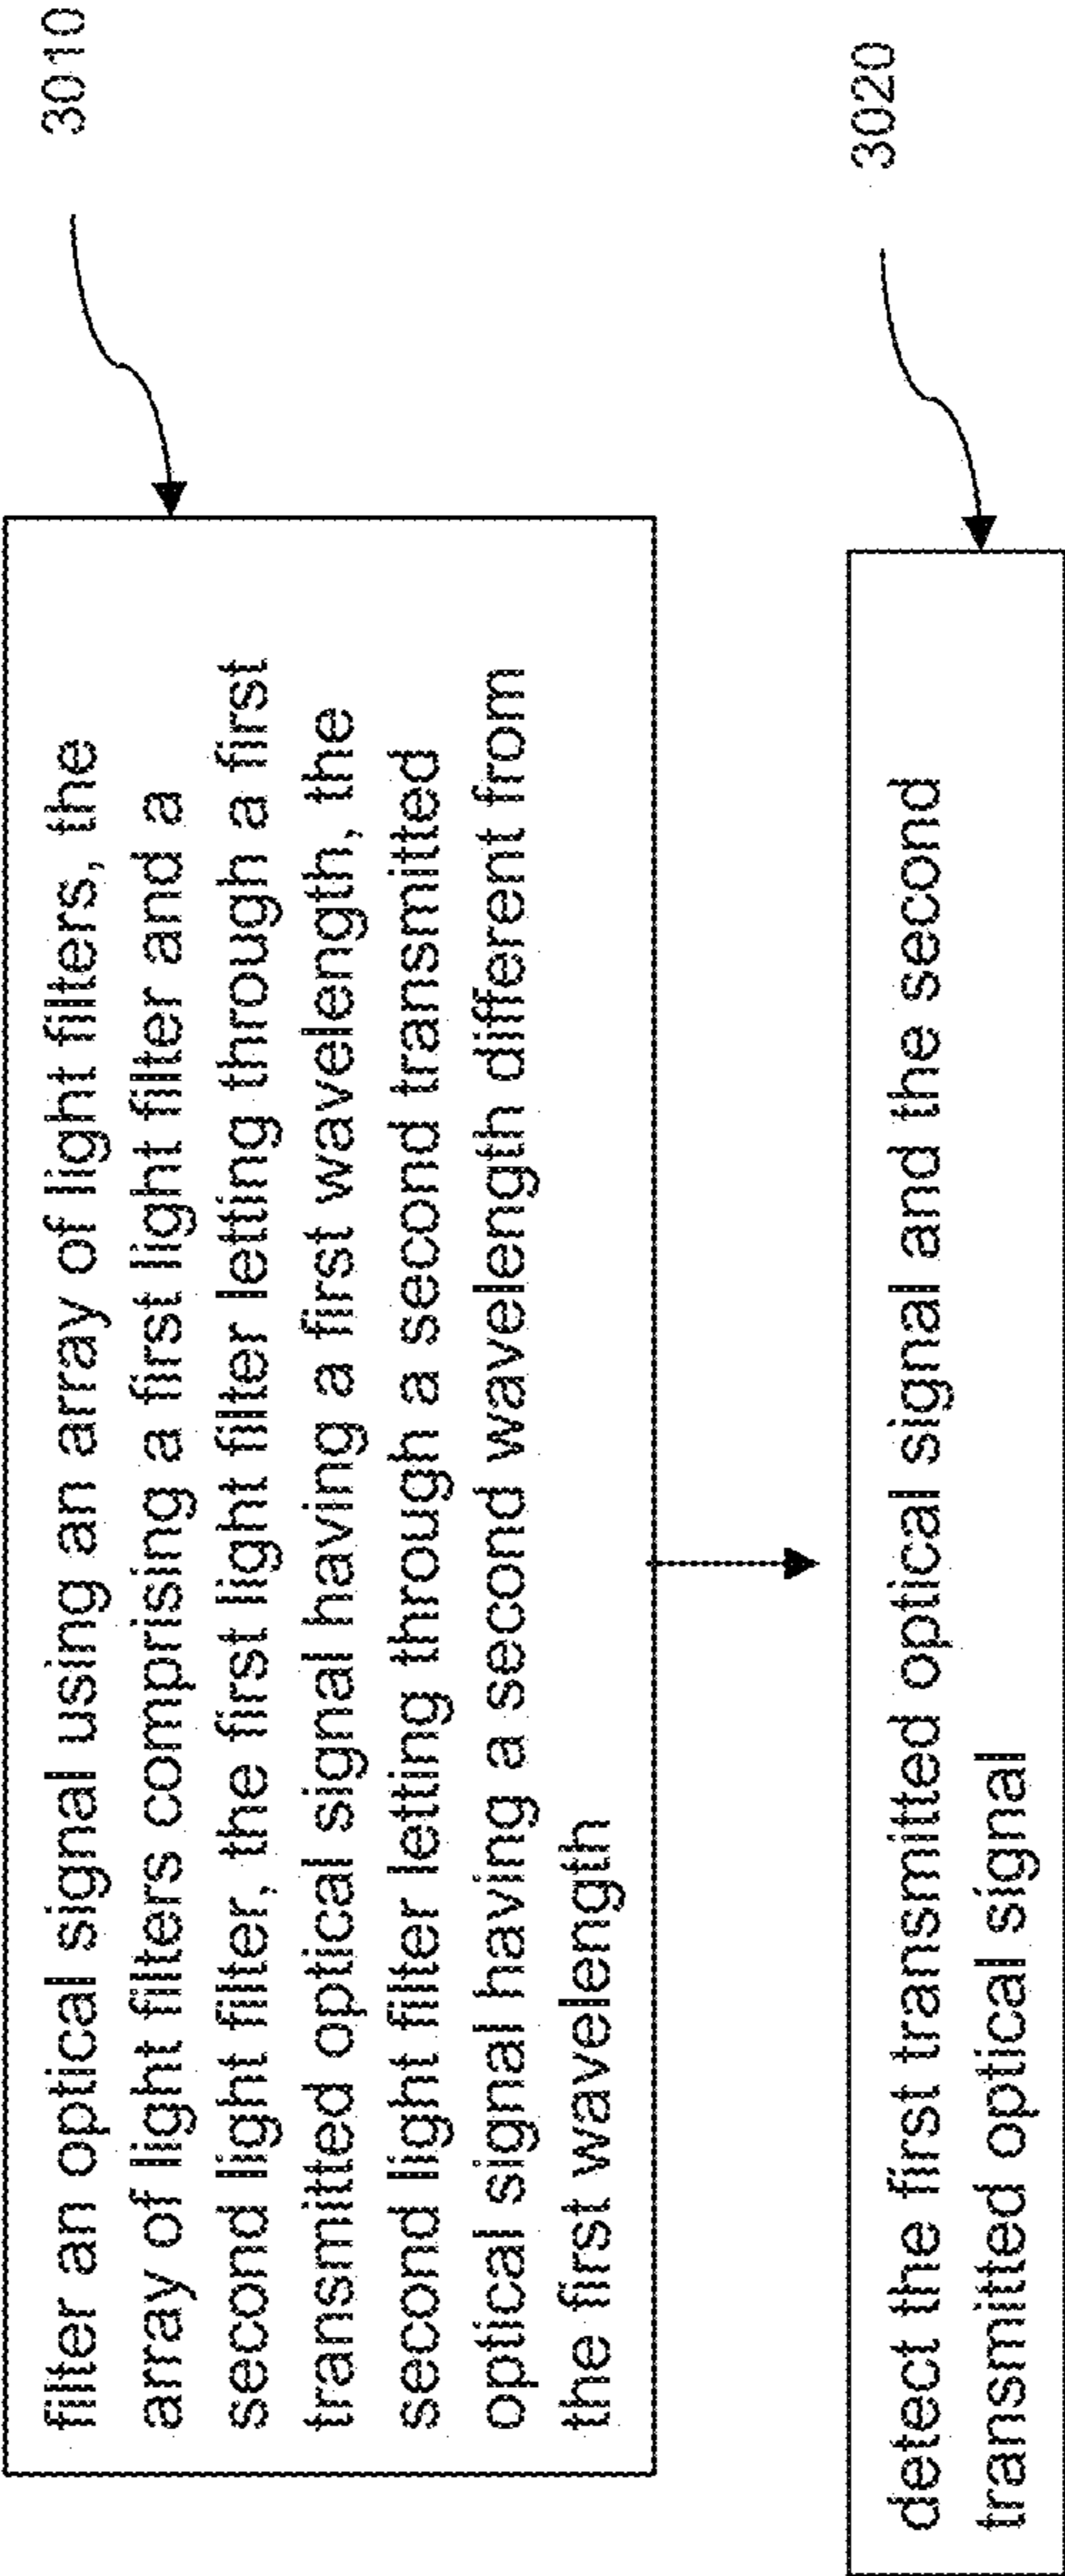 filter an optical signal using an array of light filters, the
array of light filters comprising a first light filter and a
second light filter, the first light filter letting through a first
transmitted optical signal having a first wavelength, the
second light filter letting through a second transmitted
optical signal having a second wavelength different from
the first wavelength
3010
detect the first transmitted optical signal and the second
transmitted optical signal
3020